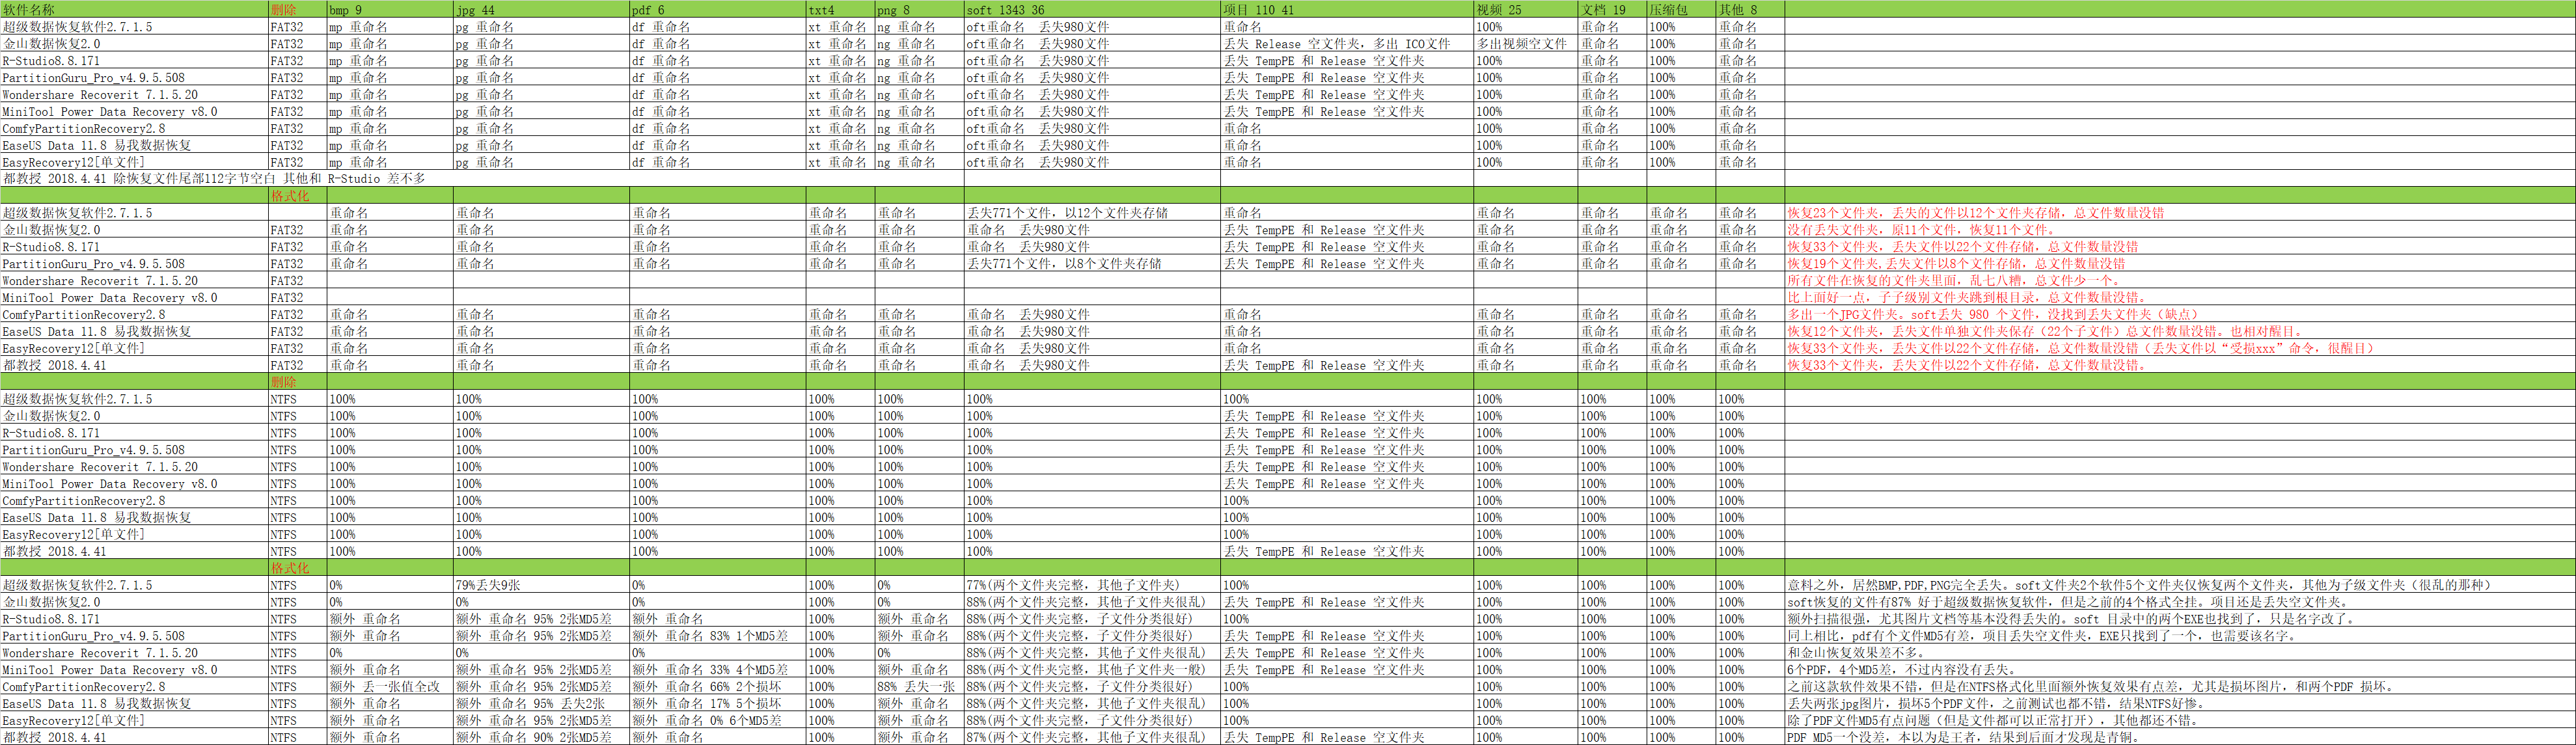 软件名称 删除 bmp 9 jpg 44 pdf 6 txt4 png 8 soft 1343 36 项目 110 41 视频 25 文档 19 压缩包 其他 8
超级数据恢复软件2.7.1.5 FAT32 mp 重命名 pg 重命名 df 重命名 xt 重命名 ng 重命名 oft重命名 丢失980文件 重命名 100% 重命名 100% 重命名
金山数据恢复2.0 FAT32 mp 重命名 pg 重命名 df 重命名 xt 重命名 ng 重命名 oft重命名 丢失980文件 丢失 Release 空文件夹，多出 ICO文件 多出视频空文件 重命名 100% 重命名
R-Studio8.8.171 FAT32 mp 重命名 pg 重命名 df 重命名 xt 重命名 ng 重命名 oft重命名 丢失980文件 丢失 TempPE 和 Release 空文件夹 100% 重命名 100% 重命名
PartitionGuru_Pro_v4.9.5.508 FAT32 mp 重命名 pg 重命名 df 重命名 xt 重命名 ng 重命名 oft重命名 丢失980文件 丢失 TempPE 和 Release 空文件夹 100% 重命名 100% 重命名
Wondershare Recoverit 7.1.5.20 FAT32 mp 重命名 pg 重命名 df 重命名 xt 重命名 ng 重命名 oft重命名 丢失980文件 丢失 TempPE 和 Release 空文件夹 100% 重命名 100% 重命名
MiniTool Power Data Recovery v8.0 FAT32 mp 重命名 pg 重命名 df 重命名 xt 重命名 ng 重命名 oft重命名 丢失980文件 丢失 TempPE 和 Release 空文件夹 100% 重命名 100% 重命名
ComfyPartitionRecovery2.8 FAT32 mp 重命名 pg 重命名 df 重命名 xt 重命名 ng 重命名 oft重命名 丢失980文件 重命名 100% 重命名 100% 重命名
EaseUS Data 11.8 易我数据恢复 FAT32 mp 重命名 pg 重命名 df 重命名 xt 重命名 ng 重命名 oft重命名 丢失980文件 重命名 100% 重命名 100% 重命名
EasyRecovery12[单文件] FAT32 mp 重命名 pg 重命名 df 重命名 xt 重命名 ng 重命名 oft重命名 丢失980文件 重命名 100% 重命名 100% 重命名
都教授 2018.4.41 除恢复文件尾部112字节空白 其他和 R-Studio 差不多
格式化
超级数据恢复软件2.7.1.5 重命名 重命名 重命名 重命名 重命名 丢失771个文件，以12个文件夹存储 重命名 重命名 重命名 重命名 重命名 恢复23个文件夹，丢失的文件以12个文件夹存储，总文件数量没错
金山数据恢复2.0 FAT32 重命名 重命名 重命名 重命名 重命名 重命名 丢失980文件 丢失 TempPE 和 Release 空文件夹 重命名 重命名 重命名 重命名 没有丢失文件夹，原11个文件，恢复11个文件。
R-Studio8.8.171 FAT32 重命名 重命名 重命名 重命名 重命名 重命名 丢失980文件 丢失 TempPE 和 Release 空文件夹 重命名 重命名 重命名 重命名 恢复33个文件夹，丢失文件以22个文件存储，总文件数量没错
PartitionGuru_Pro_v4.9.5.508 FAT32 重命名 重命名 重命名 重命名 重命名 丢失771个文件，以8个文件夹存储 丢失 TempPE 和 Release 空文件夹 重命名 重命名 重命名 重命名 恢复19个文件夹,丢失文件以8个文件存储，总文件数量没错
Wondershare Recoverit 7.1.5.20 FAT32 所有文件在恢复的文件夹里面，乱七八糟，总文件少一个。
MiniTool Power Data Recovery v8.0 FAT32 比上面好一点，子子级别文件夹跳到根目录，总文件数量没错。
ComfyPartitionRecovery2.8 FAT32 重命名 重命名 重命名 重命名 重命名 重命名 丢失980文件 重命名 重命名 重命名 重命名 重命名 多出一个JPG文件夹。soft丢失 980 个文件，没找到丢失文件夹（缺点）
EaseUS Data 11.8 易我数据恢复 FAT32 重命名 重命名 重命名 重命名 重命名 重命名 丢失980文件 重命名 重命名 重命名 重命名 重命名 恢复12个文件夹，丢失文件单独文件夹保存（22个子文件）总文件数量没错。也相对醒目。
EasyRecovery12[单文件] FAT32 重命名 重命名 重命名 重命名 重命名 重命名 丢失980文件 重命名 重命名 重命名 重命名 重命名 恢复33个文件夹，丢失文件以22个文件存储，总文件数量没错（丢失文件以“受损xxx”命令，很醒目）
都教授 2018.4.41 FAT32 重命名 重命名 重命名 重命名 重命名 重命名 丢失980文件 丢失 TempPE 和 Release 空文件夹 重命名 重命名 重命名 重命名 恢复33个文件夹，丢失文件以22个文件存储，总文件数量没错。
删除
超级数据恢复软件2.7.1.5 NTFS 100% 100% 100% 100% 100% 100% 100% 100% 100% 100% 100%
金山数据恢复2.0 NTFS 100% 100% 100% 100% 100% 100% 丢失 TempPE 和 Release 空文件夹 100% 100% 100% 100%
R-Studio8.8.171 NTFS 100% 100% 100% 100% 100% 100% 丢失 TempPE 和 Release 空文件夹 100% 100% 100% 100%
PartitionGuru_Pro_v4.9.5.508 NTFS 100% 100% 100% 100% 100% 100% 丢失 TempPE 和 Release 空文件夹 100% 100% 100% 100%
Wondershare Recoverit 7.1.5.20 NTFS 100% 100% 100% 100% 100% 100% 丢失 TempPE 和 Release 空文件夹 100% 100% 100% 100%
MiniTool Power Data Recovery v8.0 NTFS 100% 100% 100% 100% 100% 100% 丢失 TempPE 和 Release 空文件夹 100% 100% 100% 100%
ComfyPartitionRecovery2.8 NTFS 100% 100% 100% 100% 100% 100% 100% 100% 100% 100% 100%
EaseUS Data 11.8 易我数据恢复 NTFS 100% 100% 100% 100% 100% 100% 100% 100% 100% 100% 100%
EasyRecovery12[单文件] NTFS 100% 100% 100% 100% 100% 100% 100% 100% 100% 100% 100%
都教授 2018.4.41 NTFS 100% 100% 100% 100% 100% 100% 丢失 TempPE 和 Release 空文件夹 100% 100% 100% 100%
格式化
超级数据恢复软件2.7.1.5 NTFS 0% 79%丢失9张 0% 100% 0% 77%(两个文件夹完整，其他子文件夹) 100% 100% 100% 100% 100% 意料之外，居然BMP,PDF,PNG完全丢失。soft文件夹2个软件5个文件夹仅恢复两个文件夹，其他为子级文件夹（很乱的那种）
金山数据恢复2.0 NTFS 0% 0% 0% 100% 0% 88%(两个文件夹完整，其他子文件夹很乱) 丢失 TempPE 和 Release 空文件夹 100% 100% 100% 100% soft恢复的文件有87% 好于超级数据恢复软件，但是之前的4个格式全挂。项目还是丢失空文件夹。
R-Studio8.8.171 NTFS 额外 重命名 额外 重命名 95% 2张MD5差 额外 重命名 100% 额外 重命名 88%(两个文件夹完整，子文件分类很好) 100% 100% 100% 100% 100% 额外扫描很强，尤其图片文档等基本没得丢失的。soft 目录中的两个EXE也找到了，只是名字改了。
PartitionGuru_Pro_v4.9.5.508 NTFS 额外 重命名 额外 重命名 95% 2张MD5差 额外 重命名 83% 1个MD5差 100% 额外 重命名 88%(两个文件夹完整，其他子文件夹很乱) 丢失 TempPE 和 Release 空文件夹 100% 100% 100% 100% 同上相比，pdf有个文件MD5有差，项目丢失空文件夹，EXE只找到了一个，也需要该名字。
Wondershare Recoverit 7.1.5.20 NTFS 0% 0% 0% 100% 0% 88%(两个文件夹完整，其他子文件夹很乱) 丢失 TempPE 和 Release 空文件夹 100% 100% 100% 100% 和金山恢复效果差不多。
MiniTool Power Data Recovery v8.0 NTFS 额外 重命名 额外 重命名 95% 2张MD5差 额外 重命名 33% 4个MD5差 100% 额外 重命名 88%(两个文件夹完整，其他子文件夹一般) 丢失 TempPE 和 Release 空文件夹 100% 100% 100% 100% 6个PDF，4个MD5差，不过内容没有丢失。
ComfyPartitionRecovery2.8 NTFS 额外 丢一张值全改 额外 重命名 95% 2张MD5差 额外 重命名 66% 2个损坏 100% 88% 丢失一张 88%(两个文件夹完整，子文件分类很好) 100% 100% 100% 100% 100% 之前这款软件效果不错，但是在NTFS格式化里面额外恢复效果有点差，尤其是损坏图片，和两个PDF 损坏。
EaseUS Data 11.8 易我数据恢复 NTFS 额外 重命名 额外 重命名 95% 丢失2张 额外 重命名 17% 5个损坏 100% 额外 重命名 88%(两个文件夹完整，其他子文件夹很乱) 100% 100% 100% 100% 100% 丢失两张jpg图片，损坏5个PDF文件，之前测试也都不错，结果NTFS好惨。
EasyRecovery12[单文件] NTFS 额外 重命名 额外 重命名 95% 2张MD5差 额外 重命名 0% 6个MD5差 100% 额外 重命名 88%(两个文件夹完整，子文件分类很好) 100% 100% 100% 100% 100% 除了PDF文件MD5有点问题（但是文件都可以正常打开），其他都还不错。
都教授 2018.4.41 NTFS 额外 重命名 额外 重命名 90% 2张MD5差 额外 重命名 100% 额外 重命名 87%(两个文件夹完整，其他子文件夹很乱) 丢失 TempPE 和 Release 空文件夹 100% 100% 100% 100% PDF MD5一个没差，本以为是王者，结果到后面才发现是青铜。